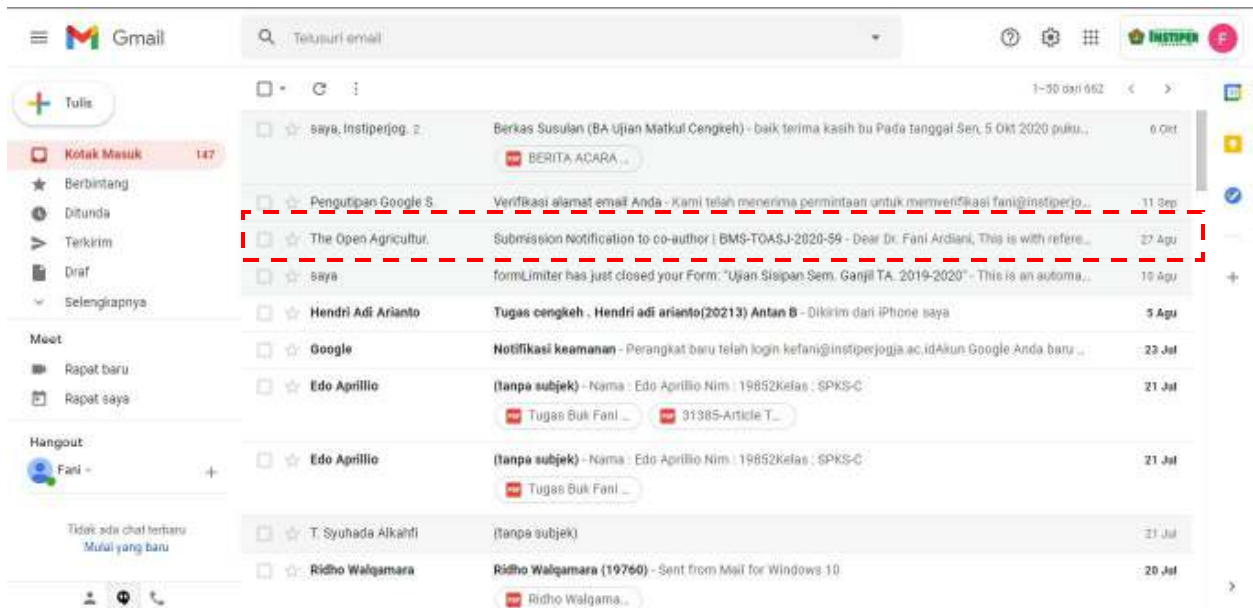 Gmail
Telusuri email
INSTIPER
F
Tulis
1–50 dari 662
Kotak Masuk 147
Berbintang
Ditunda
Terkirim
Draf
Selengkapnya
Meet
Rapat baru
Rapat saya
Hangout
Fani
Tidak ada chat terbaru
Mulai yang baru
saya, Instiperjog. 2 Berkas Susulan (BA Ujian Matkul Cengkeh) - baik terima kasih bu Pada tanggal Sen, 5 Okt 2020 puku... 6 Okt
PDF BERITA ACARA ...
Pengutipan Google S. Verifikasi alamat email Anda - Kami telah menerima permintaan untuk memverifikasi fani@instiperjo... 11 Sep
The Open Agricultur. Submission Notification to co-author | BMS-TOASJ-2020-59 - Dear Dr. Fani Ardiani, This is with refere... 27 Agu
saya formLimiter has just closed your Form: "Ujian Sisipan Sem. Ganjil TA. 2019-2020" - This is an automa... 10 Agu
Hendri Adi Arianto Tugas cengkeh . Hendri adi arianto(20213) Antan B - Dikirim dari iPhone saya 5 Agu
Google Notifikasi keamanan - Perangkat baru telah login kefani@instiperjogja.ac.idAkun Google Anda baru ... 23 Jul
Edo Aprillio (tanpa subjek) - Nama : Edo Aprillio Nim : 19852Kelas : SPKS-C 21 Jul
PDF Tugas Buk Fani ... PDF 31385-Article T...
Edo Aprillio (tanpa subjek) - Nama : Edo Aprillio Nim : 19852Kelas : SPKS-C 21 Jul
PDF Tugas Buk Fani ...
T. Syuhada Alkahfi (tanpa subjek) 21 Jul
Ridho Walqamara Ridho Walqamara (19760) - Sent from Mail for Windows 10 20 Jul
PDF Ridho Walqama...